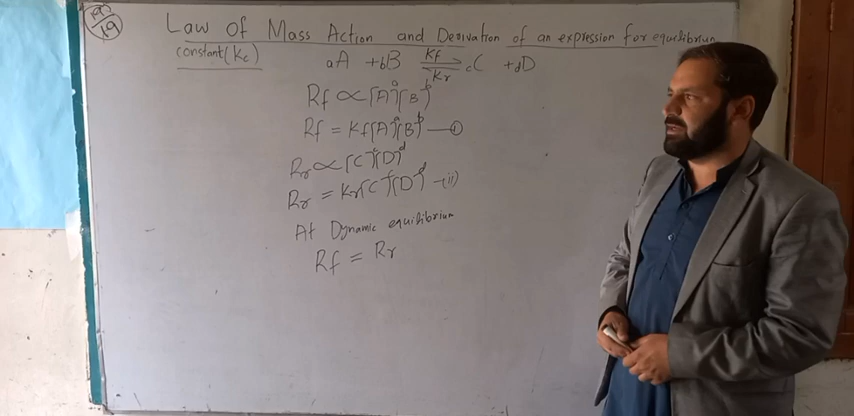 19
Law Of Mass Action and Derivation of an expression for equilibrium
constant (Kc)
aA + bB ⇌ cC + dD
Kf
Kr
Rf ∝ [A]ᵃ[B]ᵇ
Rf = Kf[A]ᵃ[B]ᵇ —(i)
Rr ∝ [C]ᶜ[D]ᵈ
Rr = Kr[C]ᶜ[D]ᵈ —(ii)
At Dynamic equilibrium
Rf = Rr